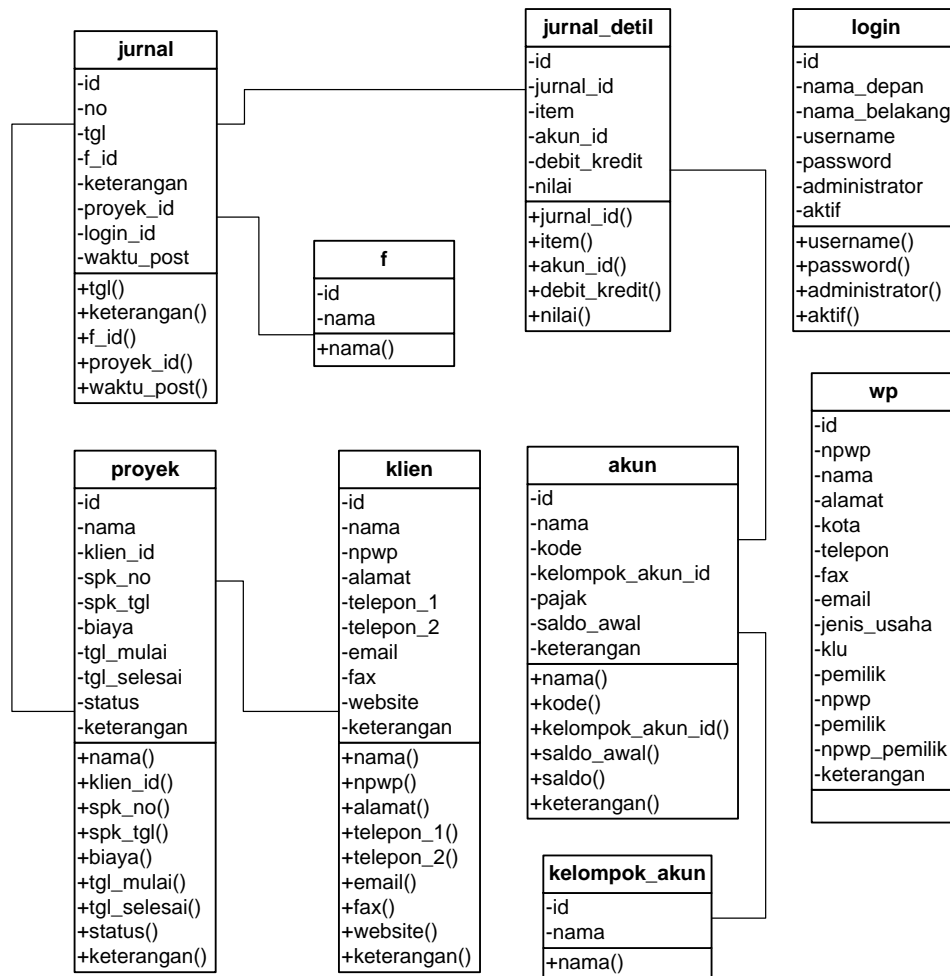 jurnal
-id
-no
-tgl
-f_id
-keterangan
-proyek_id
-login_id
-waktu_post
+tgl()
+keterangan()
+f_id()
+proyek_id()
+waktu_post()
f
-id
-nama
+nama()
jurnal_detil
-id
-jurnal_id
-item
-akun_id
-debit_kredit
-nilai
+jurnal_id()
+item()
+akun_id()
+debit_kredit()
+nilai()
login
-id
-nama_depan
-nama_belakang
-username
-password
-administrator
-aktif
+username()
+password()
+administrator()
+aktif()
proyek
-id
-nama
-klien_id
-spk_no
-spk_tgl
-biaya
-tgl_mulai
-tgl_selesai
-status
-keterangan
+nama()
+klien_id()
+spk_no()
+spk_tgl()
+biaya()
+tgl_mulai()
+tgl_selesai()
+status()
+keterangan()
klien
-id
-nama
-npwp
-alamat
-telepon_1
-telepon_2
-email
-fax
-website
-keterangan
+nama()
+npwp()
+alamat()
+telepon_1()
+telepon_2()
+email()
+fax()
+website()
+keterangan()
akun
-id
-nama
-kode
-kelompok_akun_id
-pajak
-saldo_awal
-keterangan
+nama()
+kode()
+kelompok_akun_id()
+saldo_awal()
+saldo()
+keterangan()
wp
-id
-npwp
-nama
-alamat
-kota
-telepon
-fax
-email
-jenis_usaha
-klu
-pemilik
-npwp
-pemilik
-npwp_pemilik
-keterangan
kelompok_akun
-id
-nama
+nama()